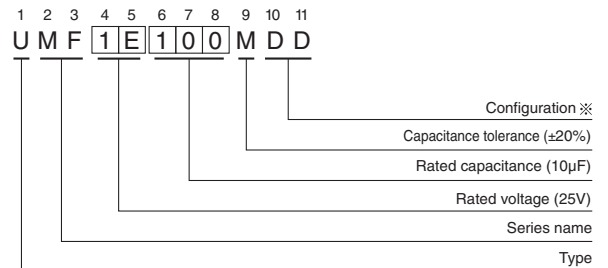 1 2 3 4 5 6 7 8 9 10 11
U M F 1 E 1 0 0 M D D
Configuration ※
Capacitance tolerance (±20%)
Rated capacitance (10µF)
Rated voltage (25V)
Series name
Type